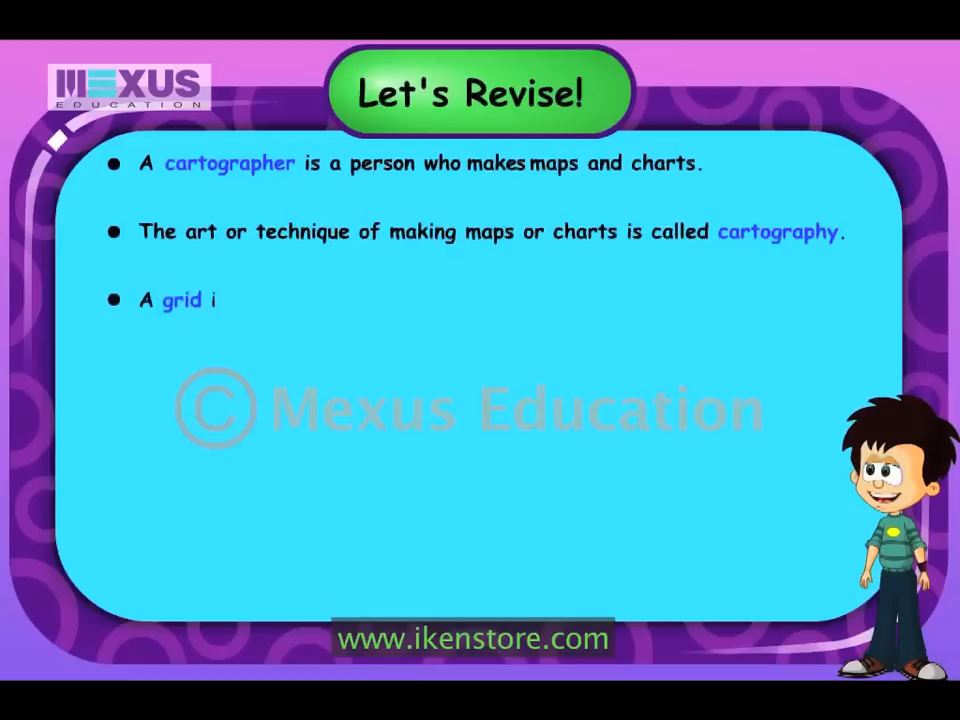 MEXUS
EDUCATION
Let's Revise!
● A cartographer is a person who makes maps and charts.
● The art or technique of making maps or charts is called cartography.
● A grid i
© Mexus Education
www.ikenstore.com